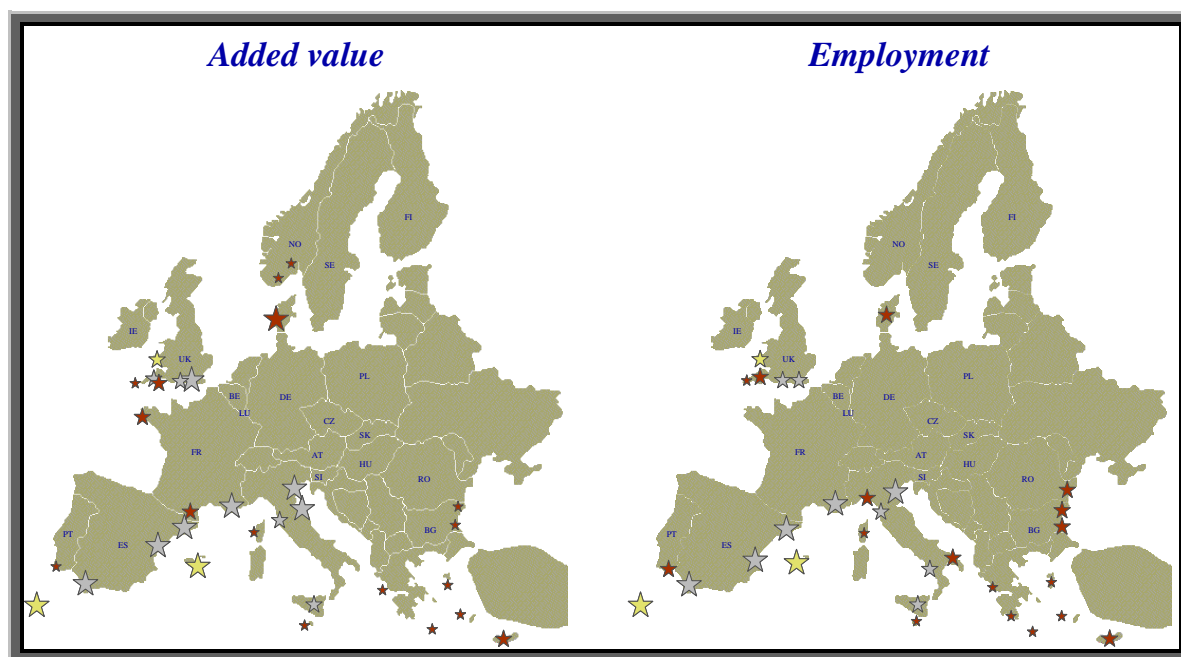 Added value
FI
NO
SE
IE
UK
PL
BE
DE
LU
CZ
SK
FR
AT
HU
SI
RO
PT
ES
BG
Employment
FI
NO
SE
IE
UK
PL
BE
DE
LU
CZ
SK
FR
AT
HU
SI
RO
PT
ES
BG